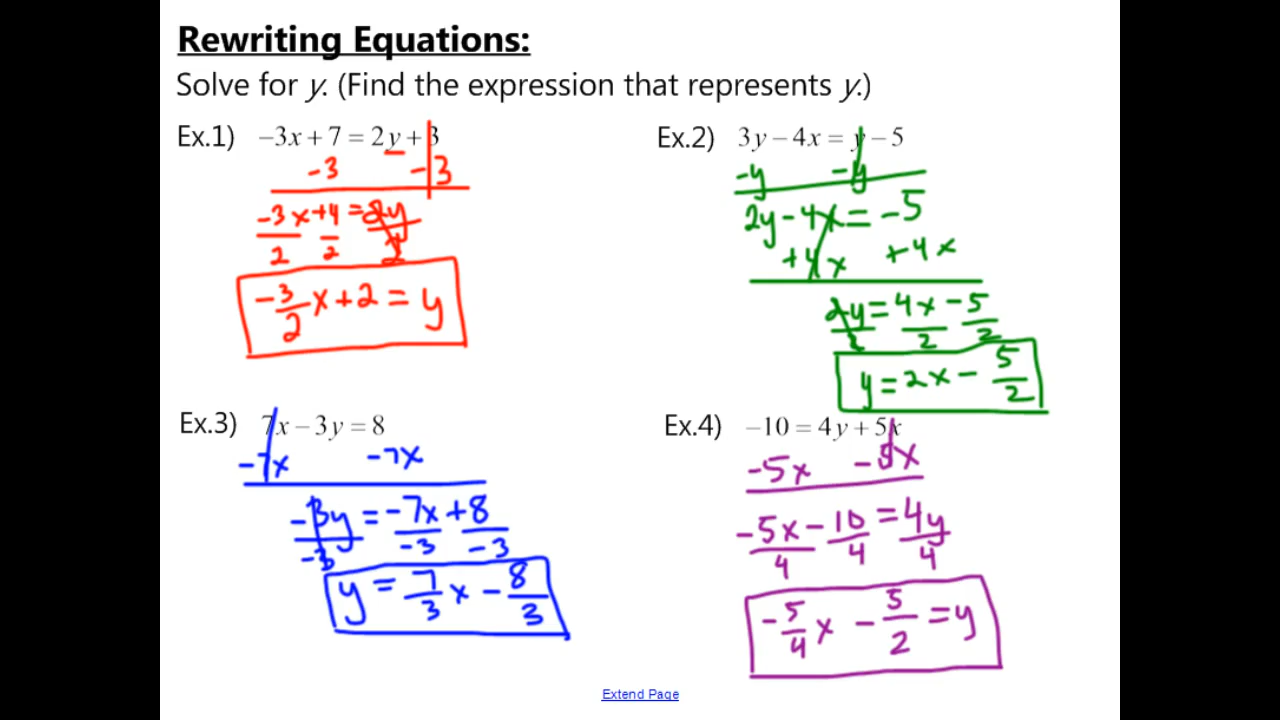 Rewriting Equations:
Solve for y. (Find the expression that represents y.)
Ex.1) −3x + 7 = 2y + 3
-3 -3
-3x+4 = 2y
2 2 2
-3/2 x + 2 = y
Ex.2) 3y − 4x = y − 5
-y -y
2y - 4x = -5
+4x +4x
2y = 4x - 5
2 2 2
y = 2x - 5/2
Ex.3) 7x − 3y = 8
-7x -7x
-3y = -7x + 8
-3 -3 -3
y = 7/3 x - 8/3
Ex.4) −10 = 4y + 5x
-5x -5x
-5x - 10 = 4y
4 4 4
-5/4 x - 5/2 = y
Extend Page